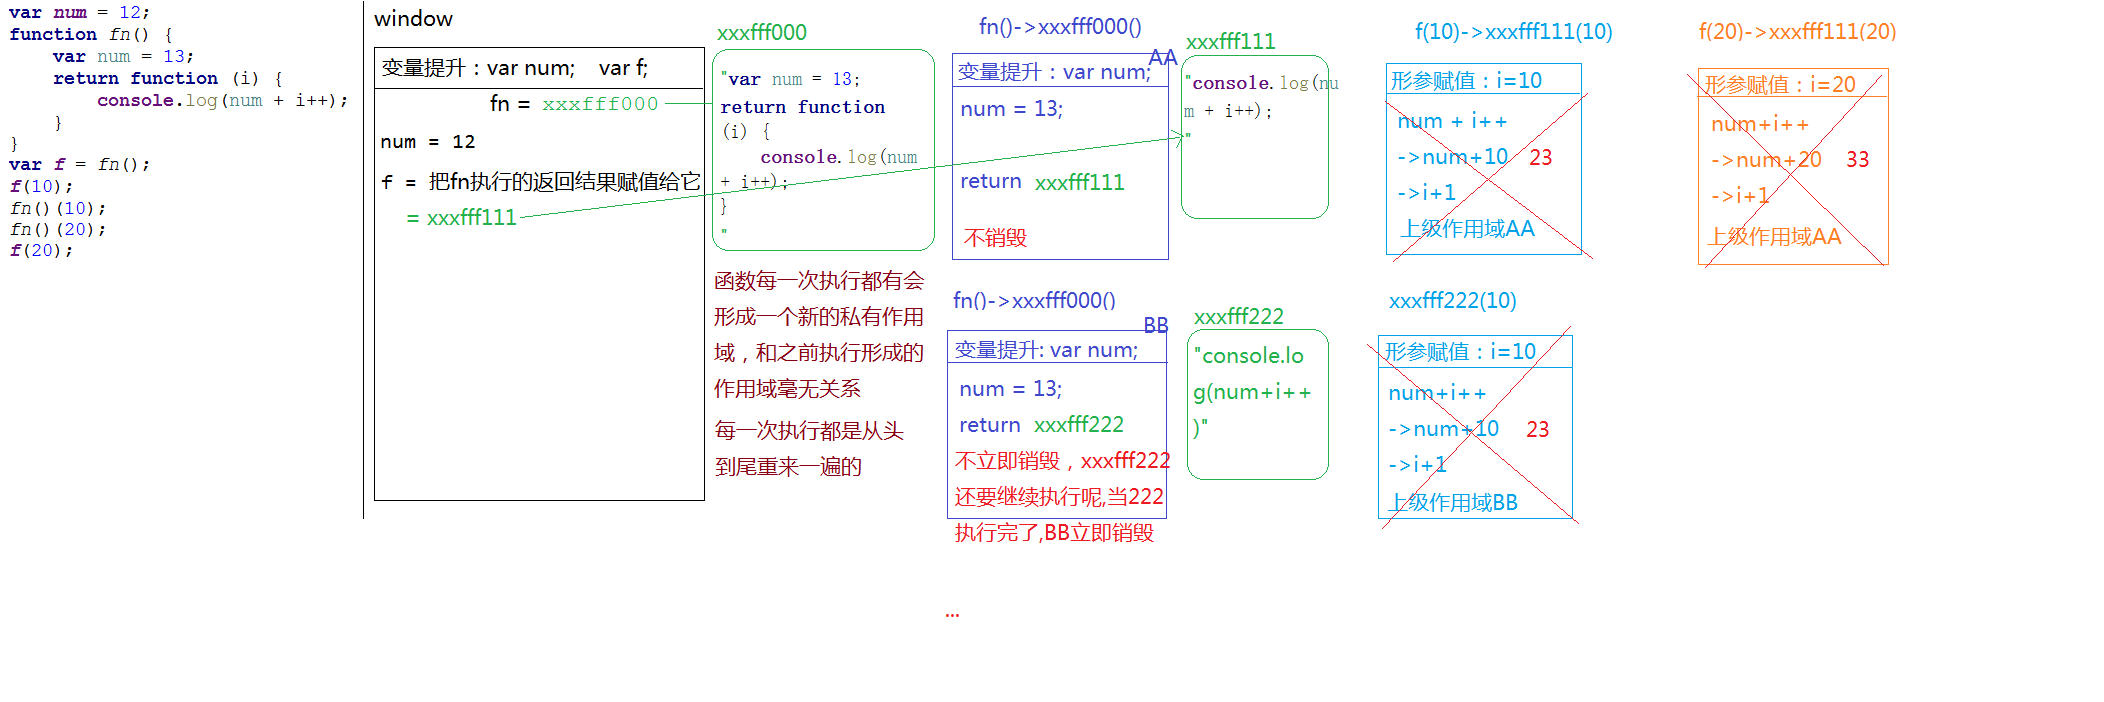 var num = 12;
function fn() {
    var num = 13;
    return function (i) {
        console.log(num + i++);
    }
}
var f = fn();
f(10);
fn()(10);
fn()(20);
f(20);
window
变量提升：var num;    var f;
fn = xxxfff000
num = 12
f = 把fn执行的返回结果赋值给它
= xxxfff111
xxxfff000
"var num = 13;
return function
(i) {
    console.log(num
+ i++);
}
"
函数每一次执行都有会
形成一个新的私有作用
域，和之前执行形成的
作用域毫无关系
每一次执行都是从头
到尾重来一遍的
fn()->xxxfff000()
AA
变量提升：var num;
num = 13;
return xxxfff111
不销毁
xxxfff111
"console.log(nu
m + i++);
"
f(10)->xxxfff111(10)
形参赋值：i=10
num + i++
->num+10 23
->i+1
上级作用域AA
f(20)->xxxfff111(20)
形参赋值：i=20
num+i++
->num+20 33
->i+1
上级作用域AA
fn()->xxxfff000()
BB
变量提升: var num;
num = 13;
return xxxfff222
不立即销毁，xxxfff222
还要继续执行呢,当222
执行完了,BB立即销毁
xxxfff222
"console.lo
g(num+i++
)"
xxxfff222(10)
形参赋值：i=10
num+i++
->num+10 23
->i+1
上级作用域BB
...